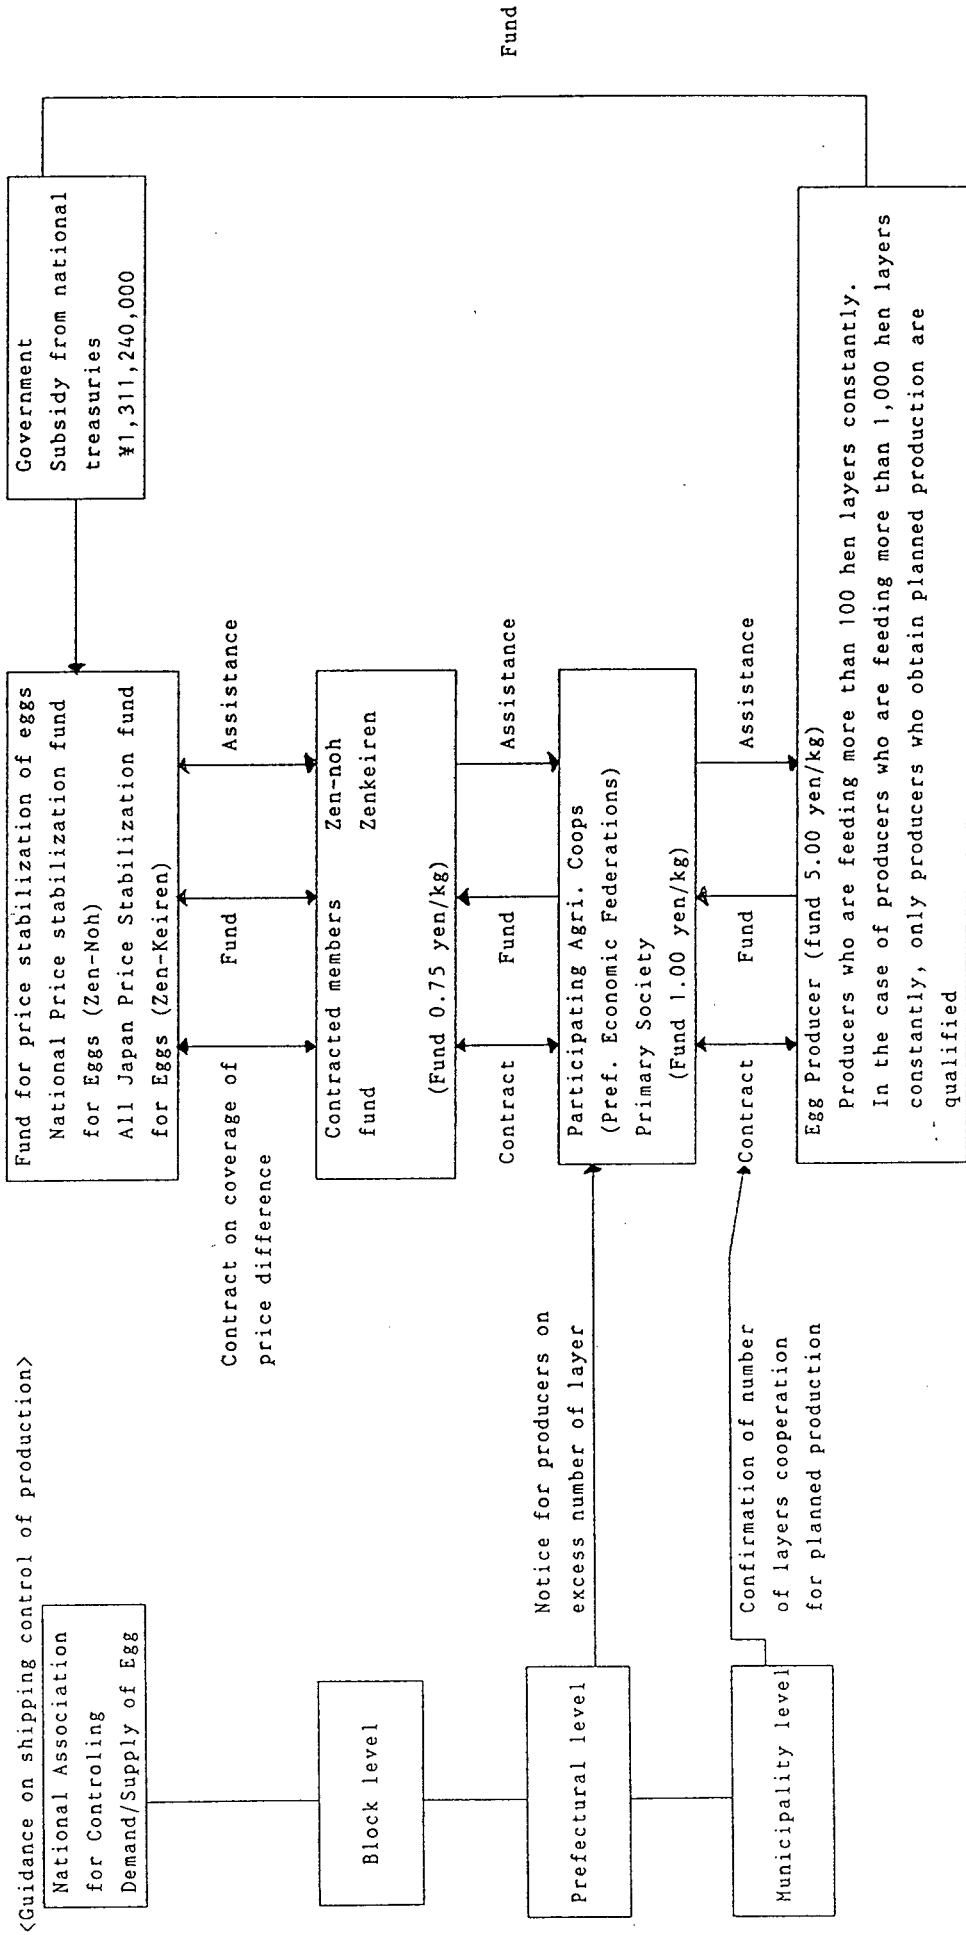 <Guidance on shipping control of production>
National Association
for Controling
Demand/Supply of Egg
Block level
Prefectural level
Municipality level
Notice for producers on
excess number of layer
Confirmation of number
of layers cooperation
for planned production
Fund for price stabilization of eggs
National Price stabilization fund
for Eggs (Zen-Noh)
All Japan Price Stabilization fund
for Eggs (Zen-Keiren)
Contract on coverage of
price difference
Fund
Assistance
Contracted members Zen-noh
fund Zenkeiren
(Fund 0.75 yen/kg)
Contract
Fund
Assistance
Participating Agri. Coops
(Pref. Economic Federations)
Primary Society
(Fund 1.00 yen/kg)
Contract
Fund
Assistance
Egg Producer (fund 5.00 yen/kg)
Producers who are feeding more than 100 hen layers constantly.
In the case of producers who are feeding more than 1,000 hen layers
constantly, only producers who obtain planned production are
qualified
Government
Subsidy from national
treasuries
¥1,311,240,000
Fund